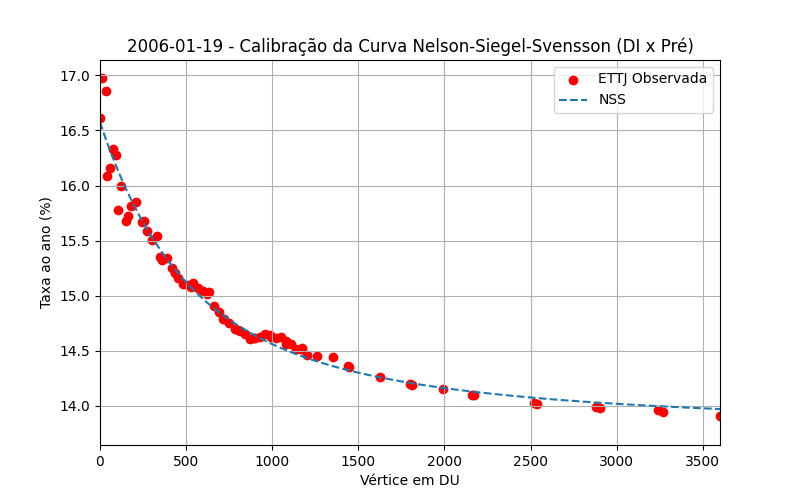 2006-01-19 - Calibração da Curva Nelson-Siegel-Svensson (DI x Pré)
17.0
16.5
16.0
15.5
15.0
14.5
14.0
Taxa ao ano (%)
ETTJ Observada
NSS
0 500 1000 1500 2000 2500 3000 3500
Vértice em DU